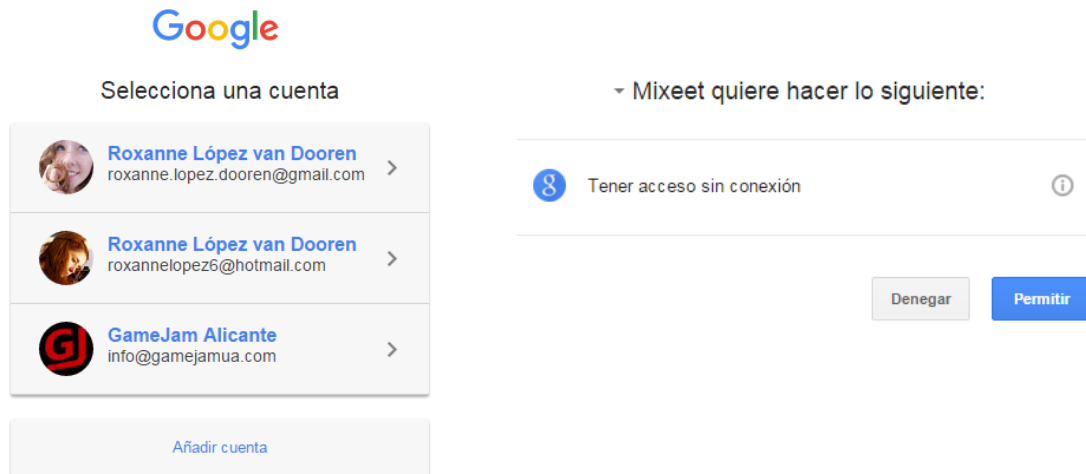 Google
Selecciona una cuenta
Roxanne López van Dooren
roxanne.lopez.dooren@gmail.com
Roxanne López van Dooren
roxannelopez6@hotmail.com
GameJam Alicante
info@gamejamua.com
Añadir cuenta
Mixeet quiere hacer lo siguiente:
Tener acceso sin conexión
Denegar
Permitir